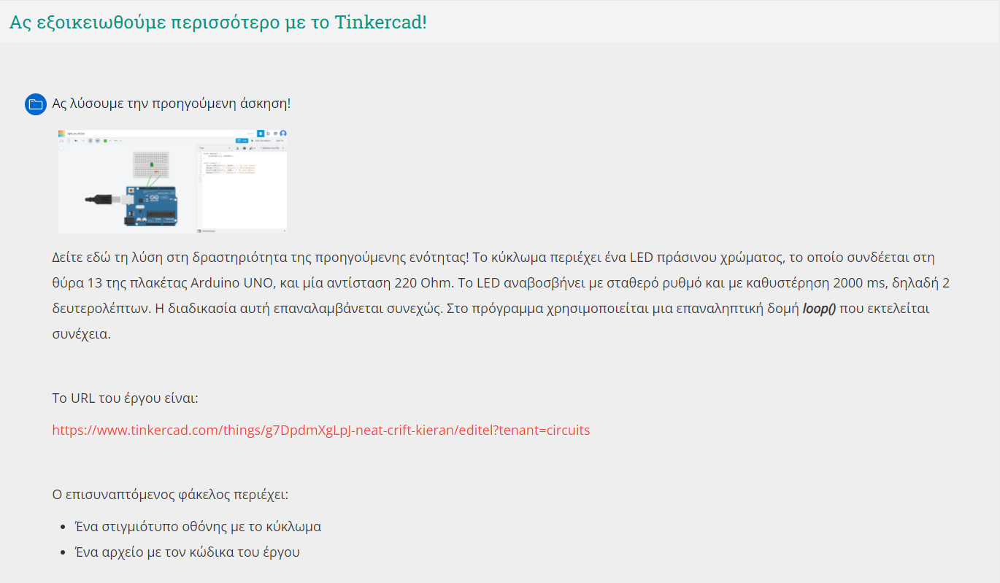 Ας εξοικειωθούμε περισσότερο με το Tinkercad!
Ας λύσουμε την προηγούμενη άσκηση!
Δείτε εδώ τη λύση στη δραστηριότητα της προηγούμενης ενότητας! Το κύκλωμα περιέχει ένα LED πράσινου χρώματος, το οποίο συνδέεται στη
θύρα 13 της πλακέτας Arduino UNO, και μία αντίσταση 220 Ohm. Το LED αναβοσβήνει με σταθερό ρυθμό και με καθυστέρηση 2000 ms, δηλαδή 2
δευτερολέπτων. Η διαδικασία αυτή επαναλαμβάνεται συνεχώς. Στο πρόγραμμα χρησιμοποιείται μια επαναληπτική δομή loop() που εκτελείται
συνέχεια.
Το URL του έργου είναι:
https://www.tinkercad.com/things/g7DpdmXgLpJ-neat-crift-kieran/editel?tenant=circuits
Ο επισυναπτόμενος φάκελος περιέχει:
Ένα στιγμιότυπο οθόνης με το κύκλωμα
Ένα αρχείο με τον κώδικα του έργου